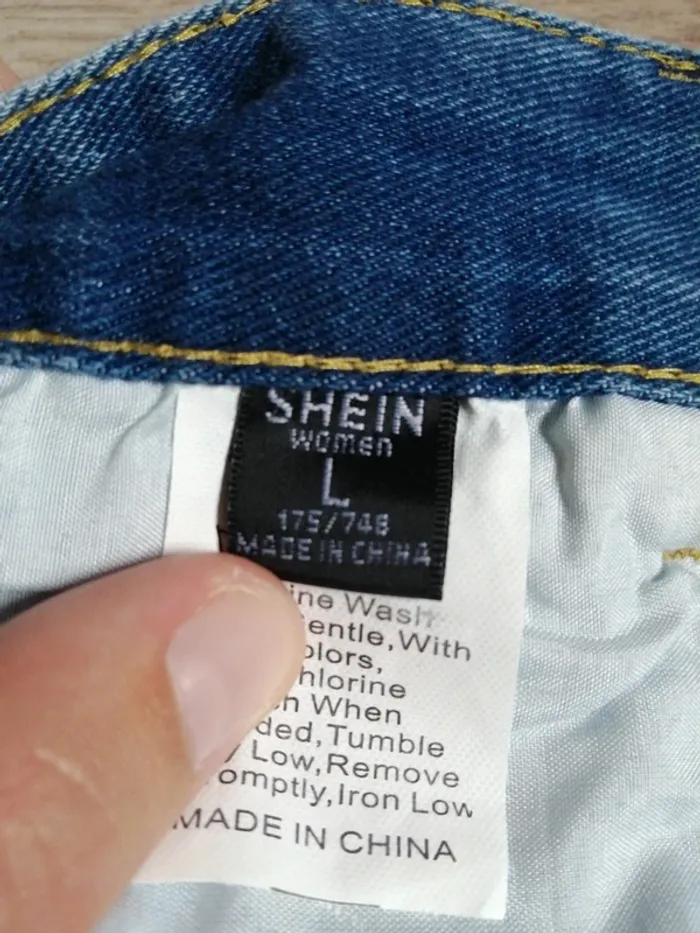 SHEIN
women
L
175/74B
MADE IN CHINA
ine Wash
entle,With
olors,
hlorine
h When
ded,Tumble
y Low,Remove
omptly,Iron Low
MADE IN CHINA